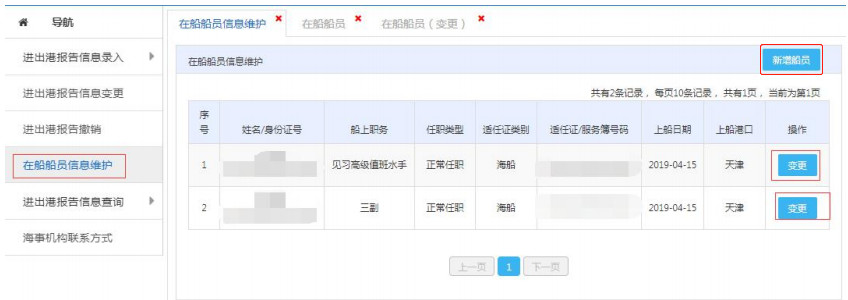 导航
进出港报告信息录入
进出港报告信息变更
进出港报告撤销
在船船员信息维护
进出港报告信息查询
海事机构联系方式
在船船员信息维护 在船船员 在船船员(变更)
在船船员信息维护 新增船员
共有2条记录,每页10条记录,共有1页,当前为第1页
序号 姓名/身份证号 船上职务 任职类型 适任证类别 适任证/服务簿号码 上船日期 上船港口 操作
1 见习高级值班水手 正常任职 海船 2019-04-15 天津 变更
2 三副 正常任职 海船 2019-04-15 天津 变更
上一页 1 下一页